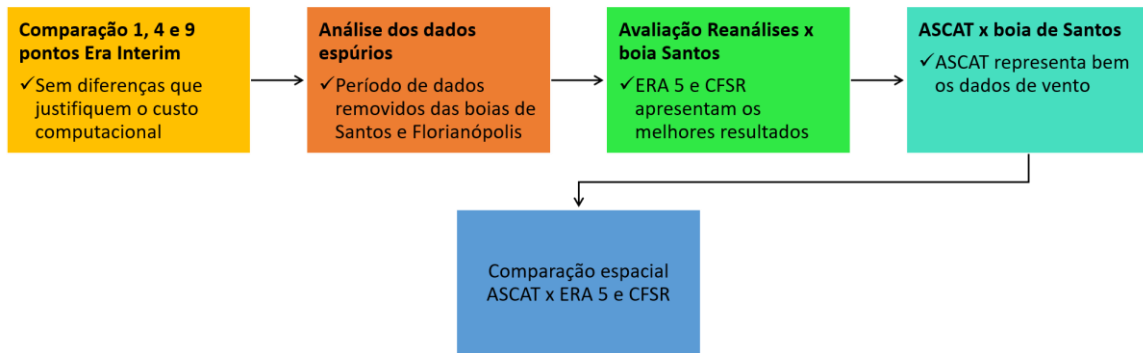 Comparação 1, 4 e 9
pontos Era Interim
✓Sem diferenças que
justifiquem o custo
computacional
Análise dos dados
espúrios
✓Período de dados
removidos das boias de
Santos e Florianópolis
Avaliação Reanálises x
boia Santos
✓ERA 5 e CFSR
apresentam os
melhores resultados
ASCAT x boia de Santos
✓ASCAT representa bem
os dados de vento
Comparação espacial
ASCAT x ERA 5 e CFSR